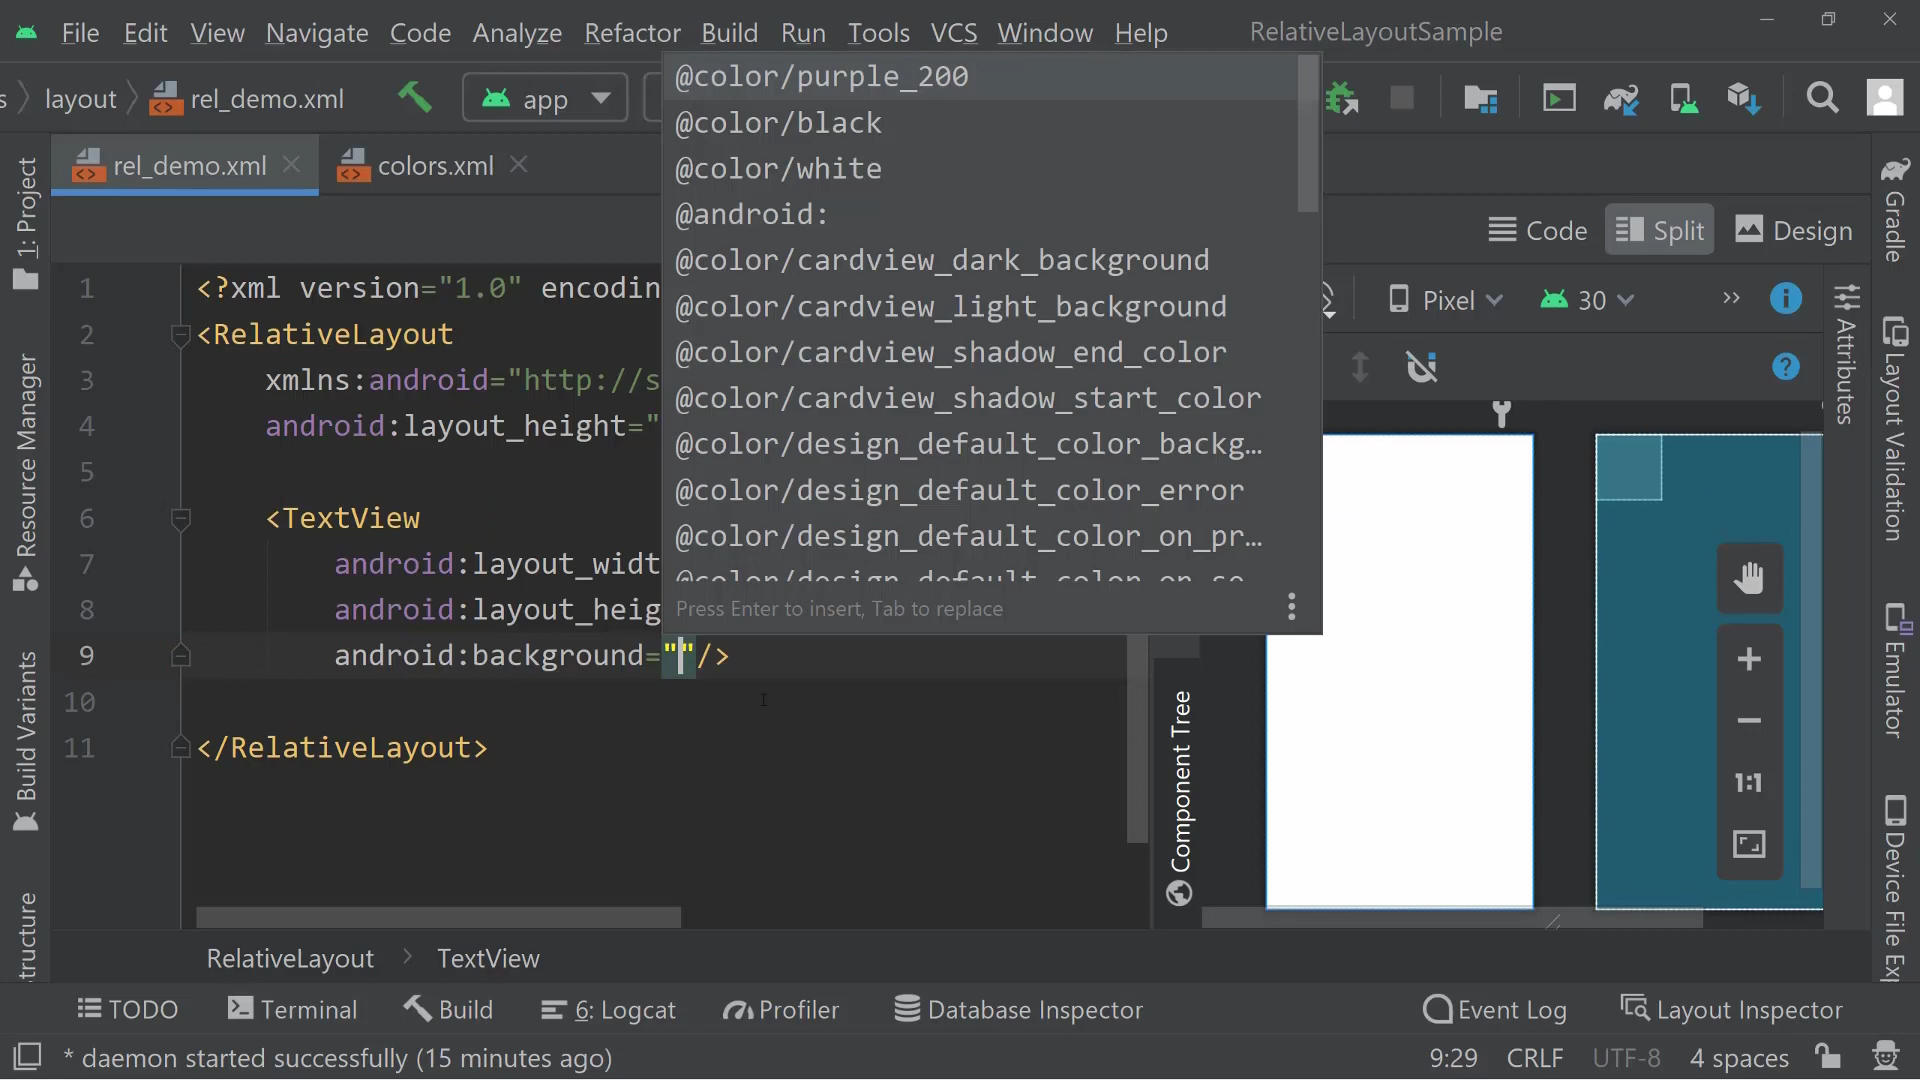 File Edit View Navigate Code Analyze Refactor Build Run Tools VCS Window Help RelativeLayoutSample
s layout rel_demo.xml app
rel_demo.xml colors.xml
Code Split Design
Pixel 30
@color/purple_200
@color/black
@color/white
@android:
@color/cardview_dark_background
@color/cardview_light_background
@color/cardview_shadow_end_color
@color/cardview_shadow_start_color
@color/design_default_color_backg…
@color/design_default_color_error
@color/design_default_color_on_pr…
@color/design_default_color_on_se
Press Enter to insert, Tab to replace
1 <?xml version="1.0" encodin
2 <RelativeLayout
3 xmlns:android="http://s
4 android:layout_height="
5
6 <TextView
7 android:layout_widt
8 android:layout_heig
9 android:background=""/>
10
11 </RelativeLayout>
1: Project
Resource Manager
Build Variants
tructure
Component Tree
Attributes
1:1
Gradle
Layout Validation
Emulator
Device File Ex
RelativeLayout TextView
TODO Terminal Build 6: Logcat Profiler Database Inspector Event Log Layout Inspector
* daemon started successfully (15 minutes ago) 9:29 CRLF UTF-8 4 spaces